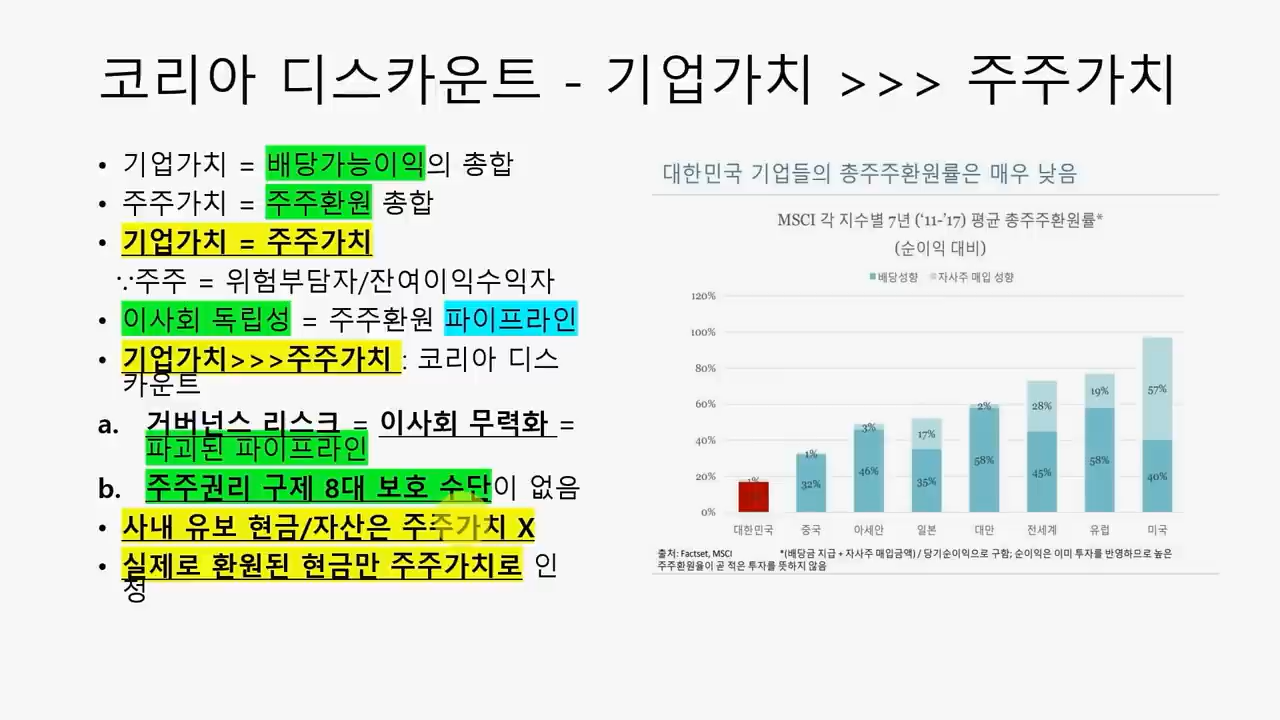 코리아 디스카운트 - 기업가치 >>> 주주가치
• 기업가치 = 배당가능이익의 총합
• 주주가치 = 주주환원 총합
• 기업가치 = 주주가치
∵주주 = 위험부담자/잔여이익수익자
• 이사회 독립성 = 주주환원 파이프라인
• 기업가치>>>주주가치 : 코리아 디스
카운트
a. 거버넌스 리스크 = 이사회 무력화 =
파괴된 파이프라인
b. 주주권리 구제 8대 보호 수단이 없음
• 사내 유보 현금/자산은 주주가치 X
• 실제로 환원된 현금만 주주가치로 인
정
대한민국 기업들의 총주주환원률은 매우 낮음
MSCI 각 지수별 7년 (‘11-’17) 평균 총주주환원률*
(순이익 대비)
배당성향 자사주 매입 성향
120%
100%
80%
60%
40%
20%
0%
1%
1% 32%
3% 46%
17% 35%
2% 58%
28% 45%
19% 58%
57% 40%
대한민국 중국 아세안 일본 대만 전세계 유럽 미국
출처: Factset, MSCI *(배당금 지급 + 자사주 매입금액) / 당기순이익으로 구함; 순이익은 이미 투자를 반영하므로 높은
주주환원율이 곧 적은 투자를 뜻하지 않음